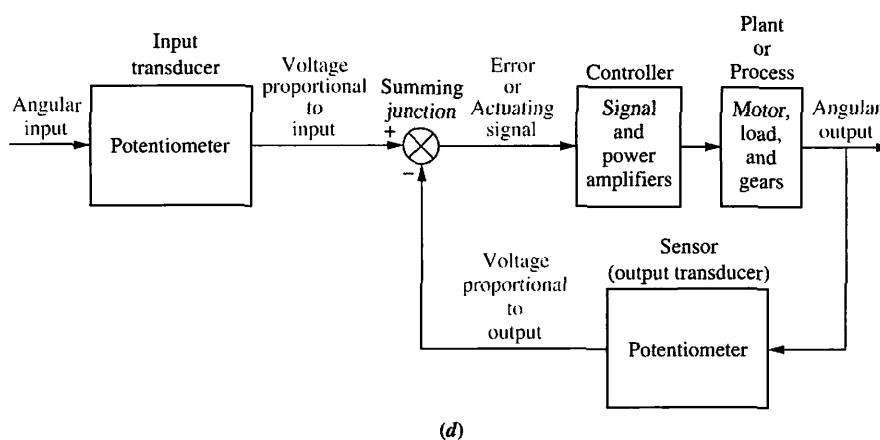 Input
transducer
Angular
input
Potentiometer
Voltage
proportional
to
input
Summing
junction
+
−
Error
or
Actuating
signal
Controller
Signal
and
power
amplifiers
Plant
or
Process
Motor,
load,
and
gears
Angular
output
Sensor
(output transducer)
Potentiometer
Voltage
proportional
to
output
(d)